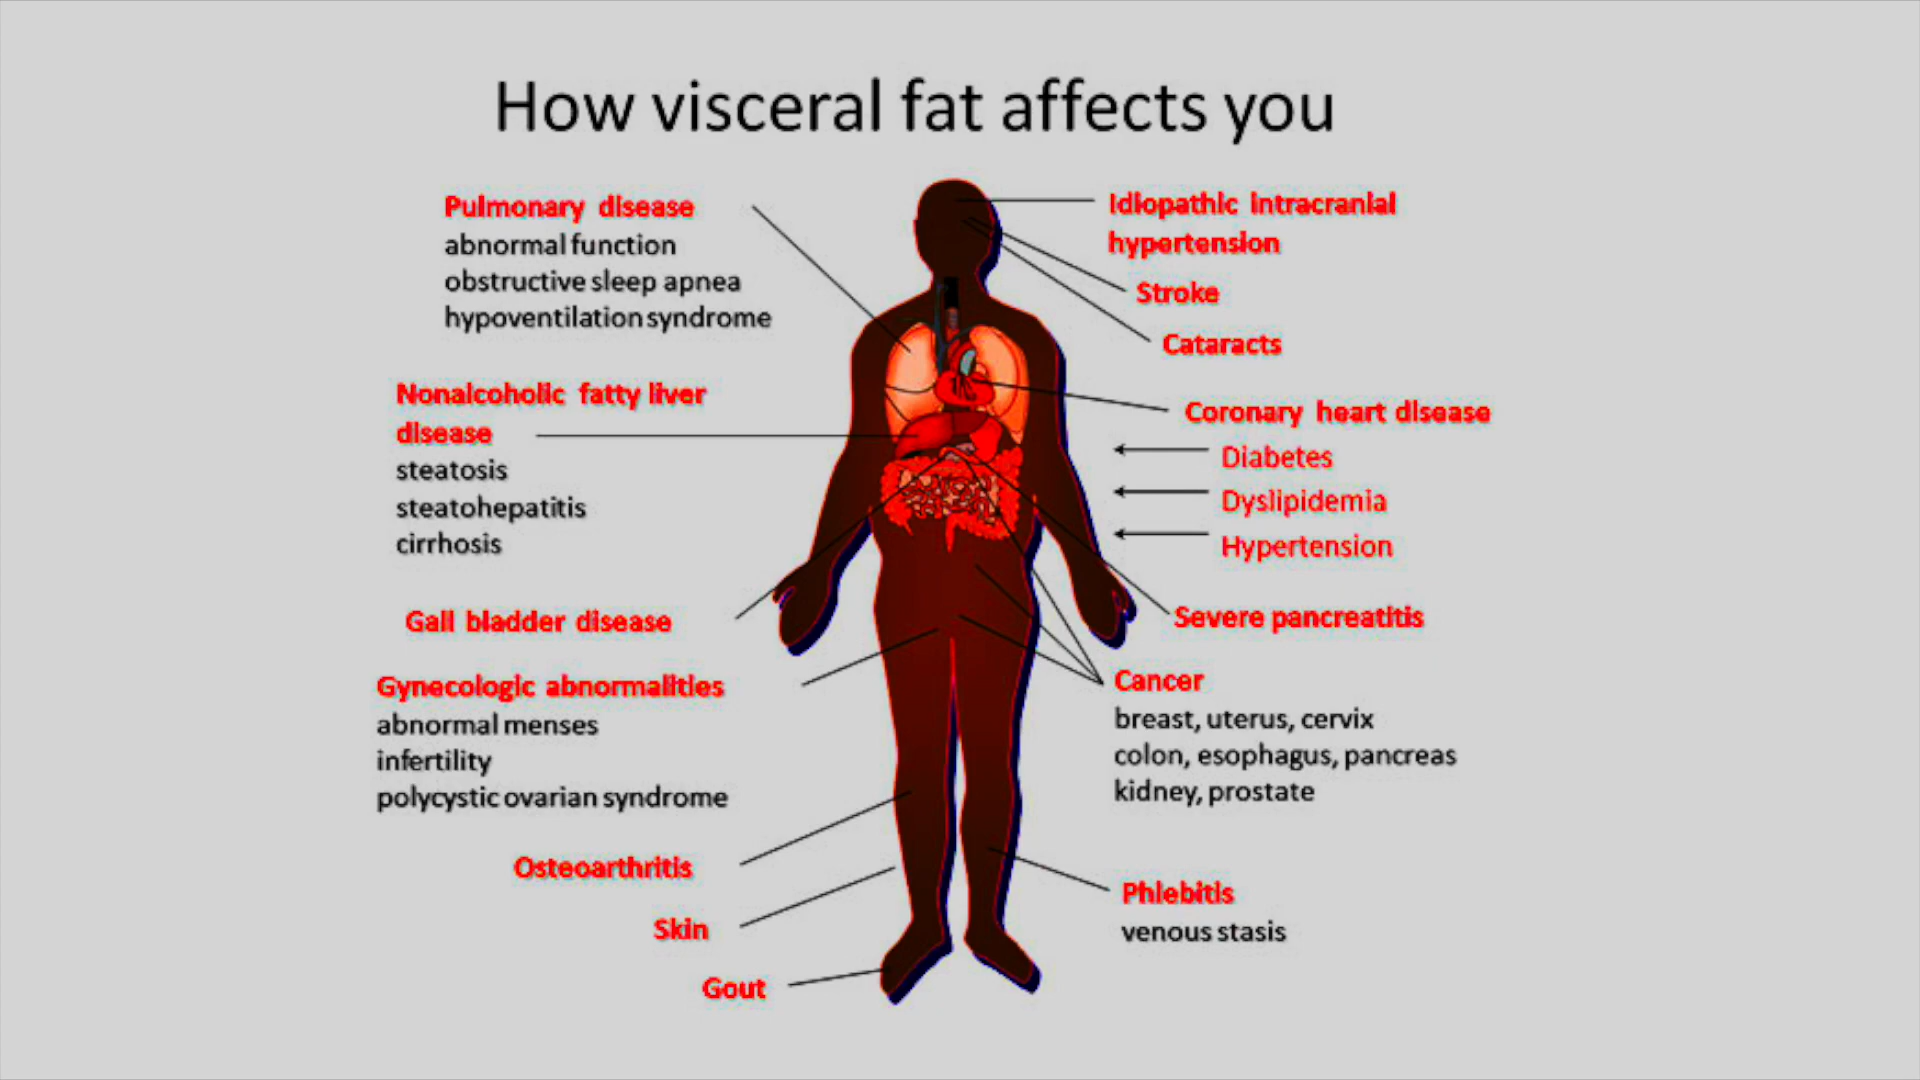 How visceral fat affects you
Pulmonary disease
abnormal function
obstructive sleep apnea
hypoventilation syndrome
Nonalcoholic fatty liver
disease
steatosis
steatohepatitis
cirrhosis
Gall bladder disease
Gynecologic abnormalities
abnormal menses
infertility
polycystic ovarian syndrome
Osteoarthritis
Skin
Gout
Idiopathic intracranial
hypertension
Stroke
Cataracts
Coronary heart disease
Diabetes
Dyslipidemia
Hypertension
Severe pancreatitis
Cancer
breast, uterus, cervix
colon, esophagus, pancreas
kidney, prostate
Phlebitis
venous stasis